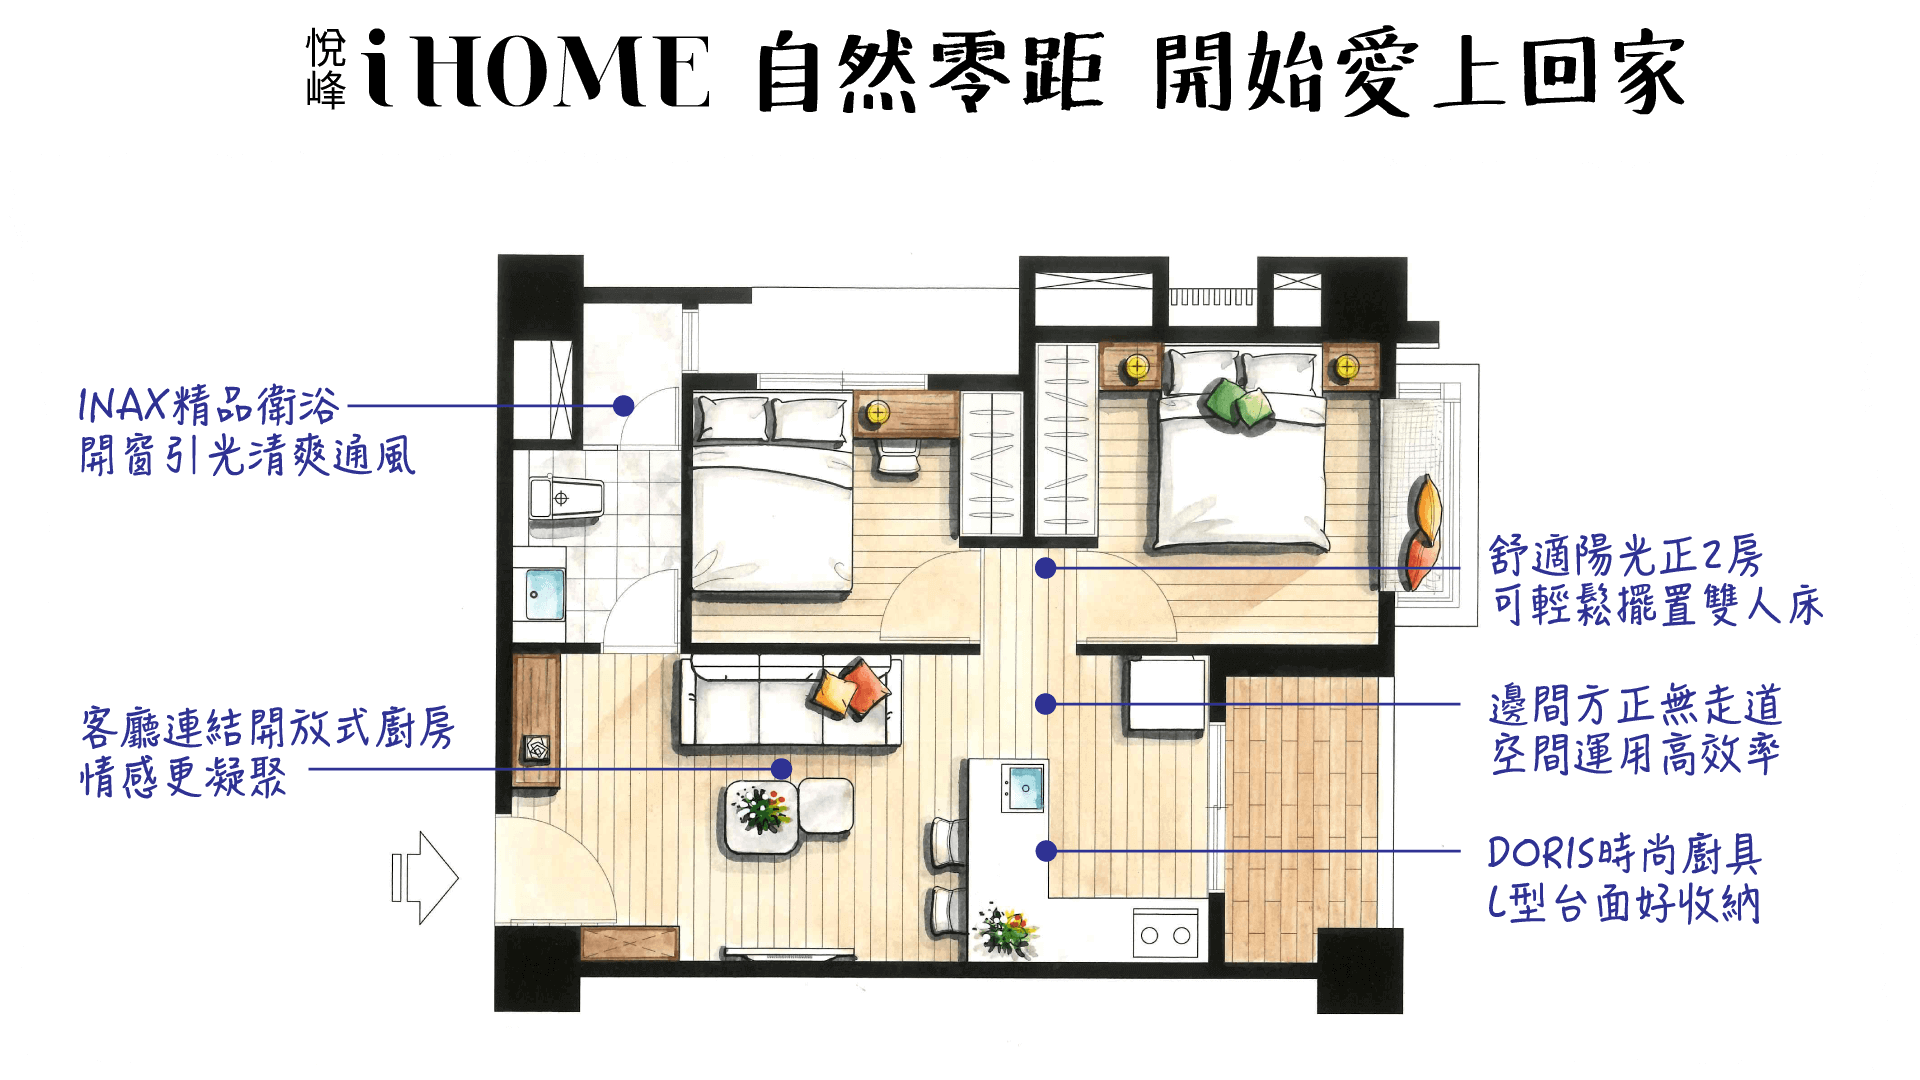 悅峰 iHOME 自然零距 開始愛上回家
INAX精品衛浴
開窗引光清爽通風
舒適陽光正2房
可輕鬆擺置雙人床
客廳連結開放式廚房
情感更凝聚
邊間方正無走道
空間運用高效率
DORIS時尚廚具
L型台面好收納